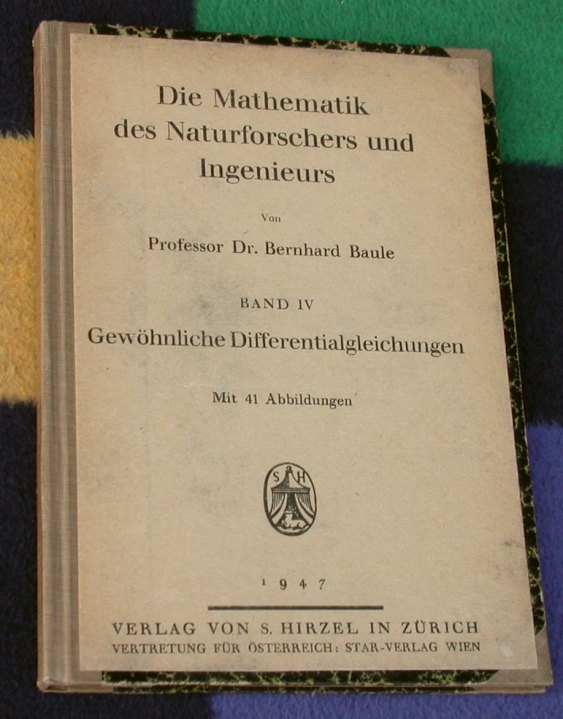 Die Mathematik
des Naturforschers und
Ingenieurs
Von
Professor Dr. Bernhard Baule
BAND IV
Gewöhnliche Differentialgleichungen
Mit 41 Abbildungen
S H
1947
VERLAG VON S. HIRZEL IN ZÜRICH
VERTRETUNG FÜR ÖSTERREICH: STAR-VERLAG WIEN